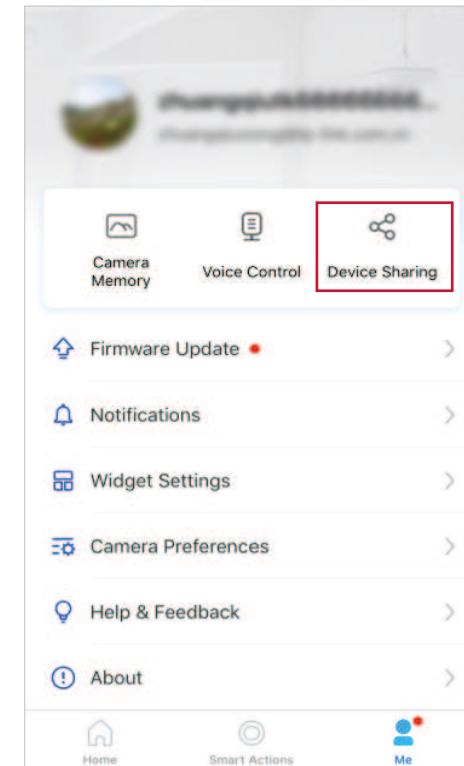 Camera
Memory
Voice Control
Device Sharing
Firmware Update
Notifications
Widget Settings
Camera Preferences
Help & Feedback
About
Home
Smart Actions
Me